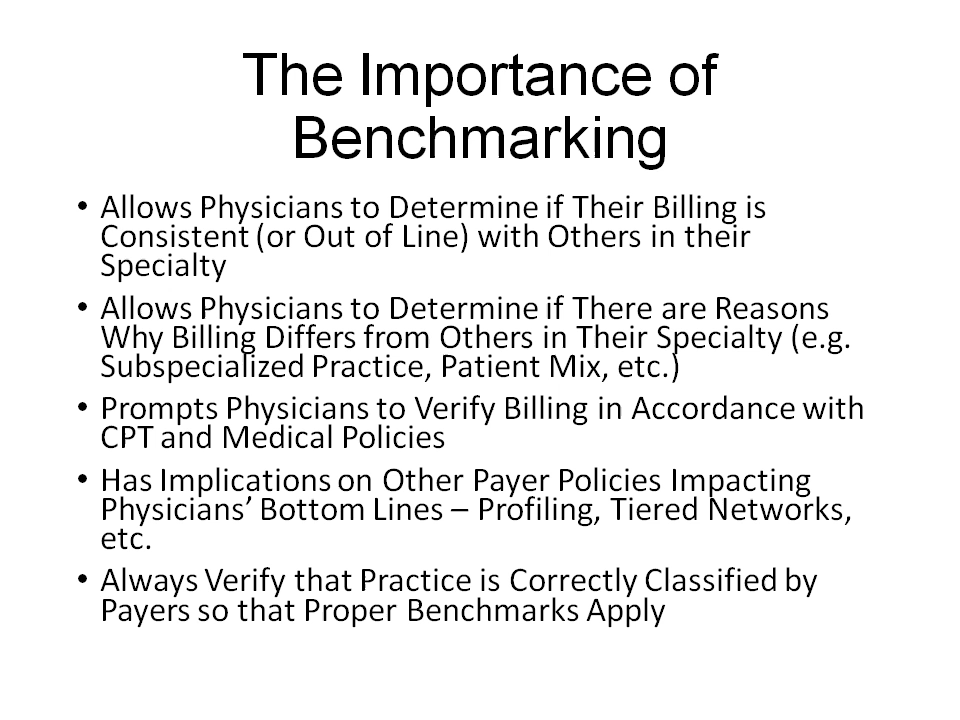 The Importance of
Benchmarking
• Allows Physicians to Determine if Their Billing is
Consistent (or Out of Line) with Others in their
Specialty
• Allows Physicians to Determine if There are Reasons
Why Billing Differs from Others in Their Specialty (e.g.
Subspecialized Practice, Patient Mix, etc.)
• Prompts Physicians to Verify Billing in Accordance with
CPT and Medical Policies
• Has Implications on Other Payer Policies Impacting
Physicians’ Bottom Lines – Profiling, Tiered Networks,
etc.
• Always Verify that Practice is Correctly Classified by
Payers so that Proper Benchmarks Apply